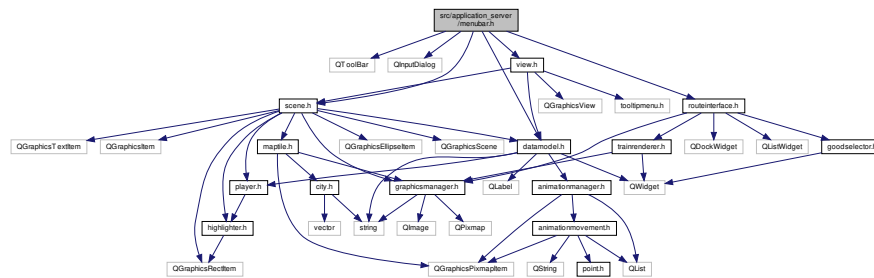 src/application_server
/menubar.h
QToolBar
QInputDialog
view.h
scene.h
QGraphicsView
tooltipmenu.h
routeinterface.h
QGraphicsTextItem
QGraphicsItem
maptile.h
QGraphicsEllipseItem
QGraphicsScene
datamodel.h
trainrenderer.h
QDockWidget
QListWidget
goodselector.h
player.h
city.h
graphicsmanager.h
QLabel
animationmanager.h
QWidget
highlighter.h
vector
string
QImage
QPixmap
animationmovement.h
QGraphicsRectItem
QGraphicsPixmapItem
QString
point.h
QList